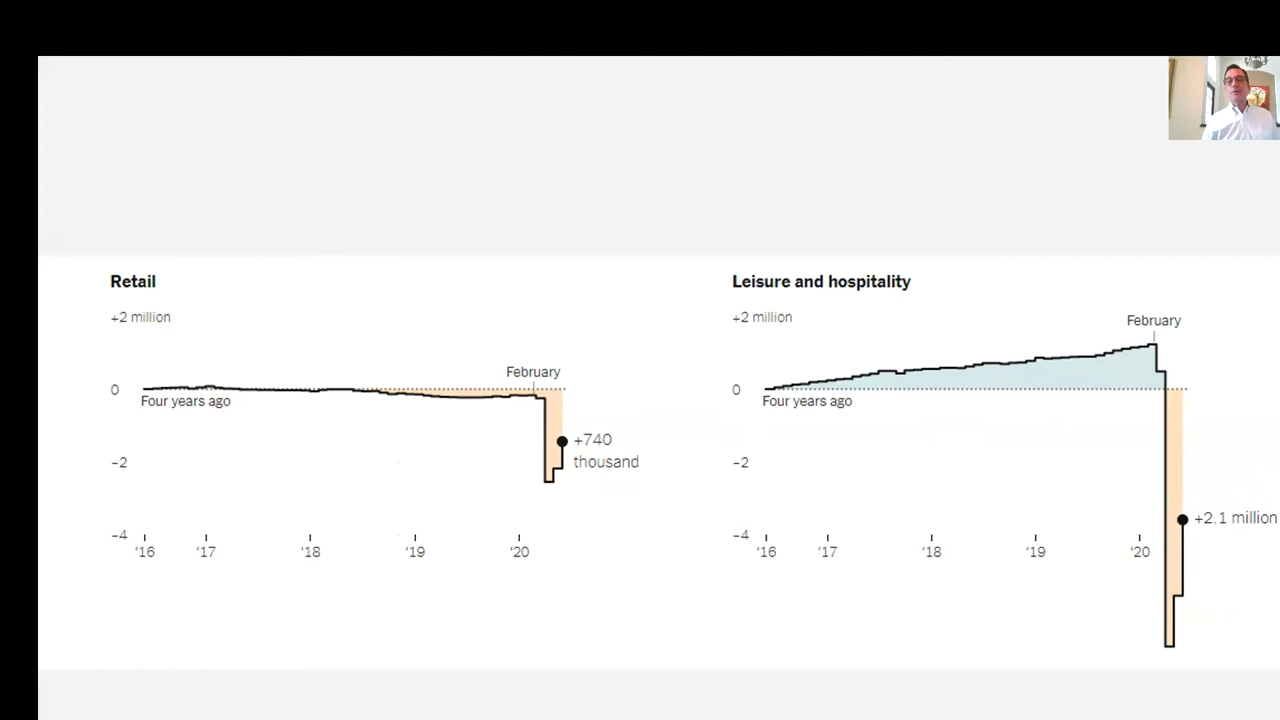 Retail
+2 million
February
0
Four years ago
+740
thousand
–2
–4
‘16
‘17
‘18
‘19
‘20
Leisure and hospitality
+2 million
February
0
Four years ago
–2
+2.1 million
–4
‘16
‘17
‘18
‘19
‘20